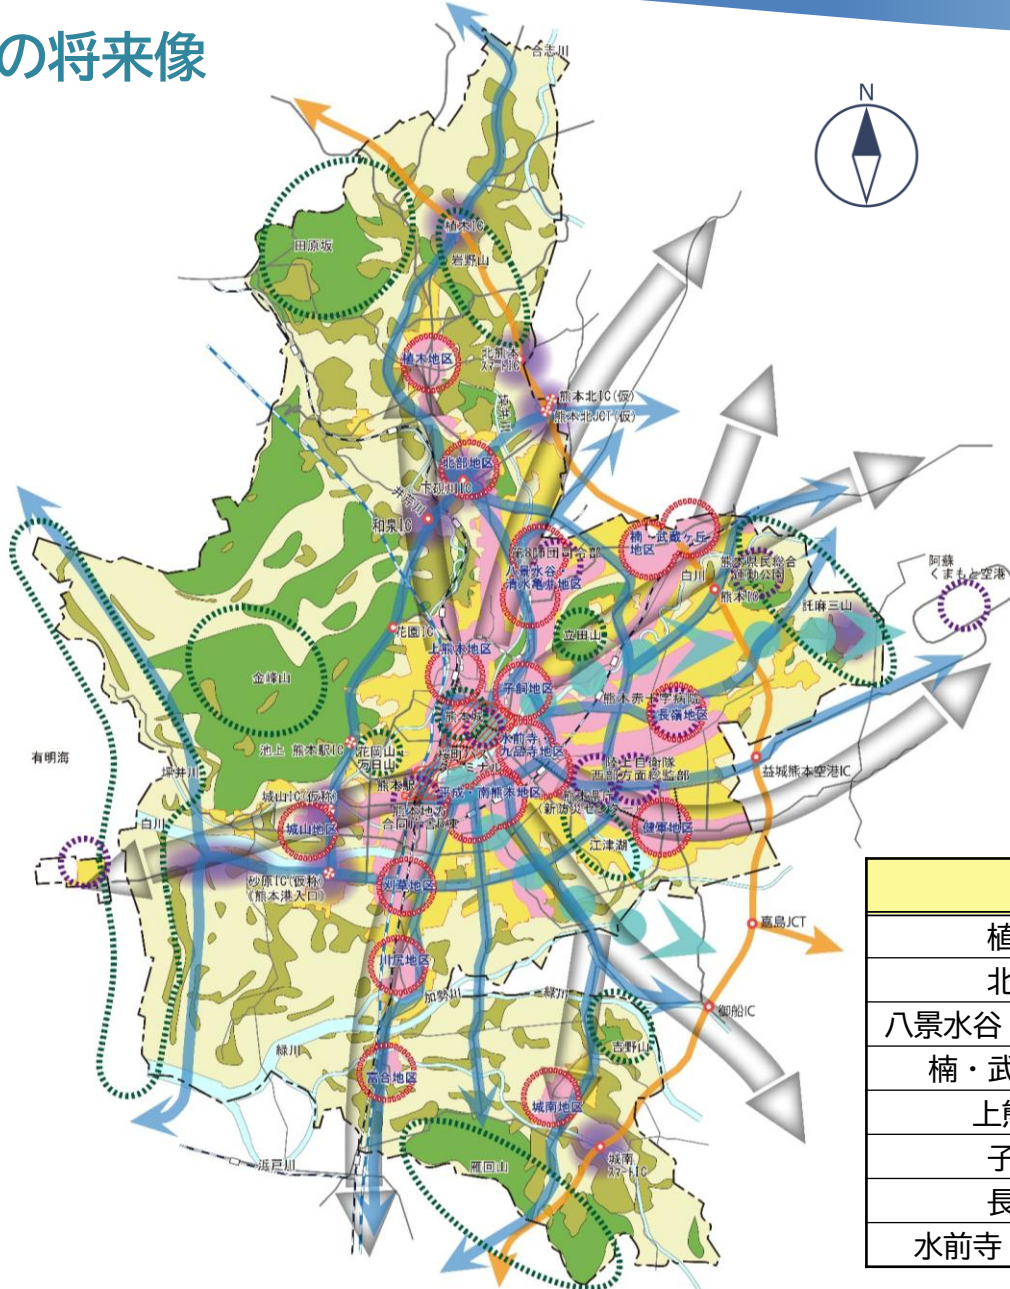 の将来像
N
合志川
植木IC
田原坂
岩野山
植木地区
北熊本
スマートIC
熊本北IC(仮)
熊本北JCT(仮)
北部地区
下硯川IC
井芹川
和泉IC
楠・武蔵ヶ丘
地区
第8師団司令部
八景水谷・
清水亀井地区
白川
熊本県民総合
運動公園
熊本IC
阿蘇
くまもと空港
託麻三山
立田山
花園IC
上熊本地区
金峰山
子飼地区
熊本赤十字病院
長嶺地区
熊本城
水前寺・
九品寺地区
池上 熊本駅IC
花岡山
万日山
有明海
坪井川
陸上自衛隊
西部方面総監部
益城熊本空港IC
熊本駅
平成・南熊本地区
城山IC(仮称)
白川
城山地区
健軍地区
江津湖
砂原IC(仮称)
(熊本港入口)
刈草地区
嘉島JCT
川尻地区
加勢川
緑川
御船IC
緑川
吉野山
富合地区
城南地区
浜戸川
雁回山
城南
スマートIC
植
北
八景水谷
楠・武
上熊
子
長
水前寺